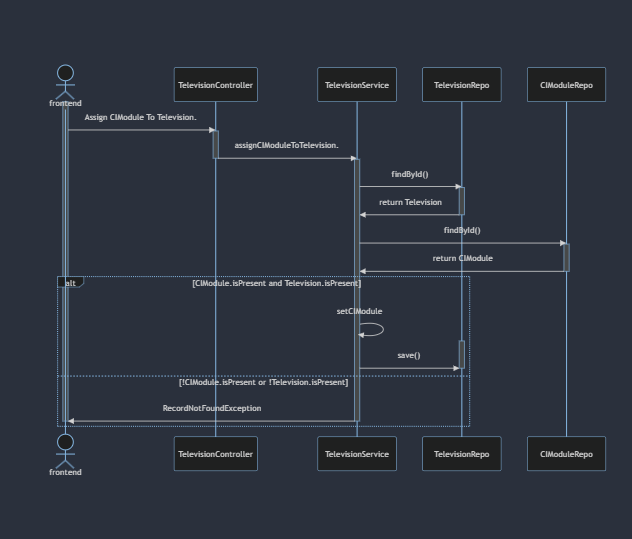 frontend
TelevisionController
TelevisionService
TelevisionRepo
CIModuleRepo
Assign CIModule To Television.
assignCIModuleToTelevision.
findById()
return Television
findById()
return CIModule
alt
[CIModule.isPresent and Television.isPresent]
setCIModule
save()
[!CIModule.isPresent or !Television.isPresent]
RecordNotFoundException
frontend
TelevisionController
TelevisionService
TelevisionRepo
CIModuleRepo